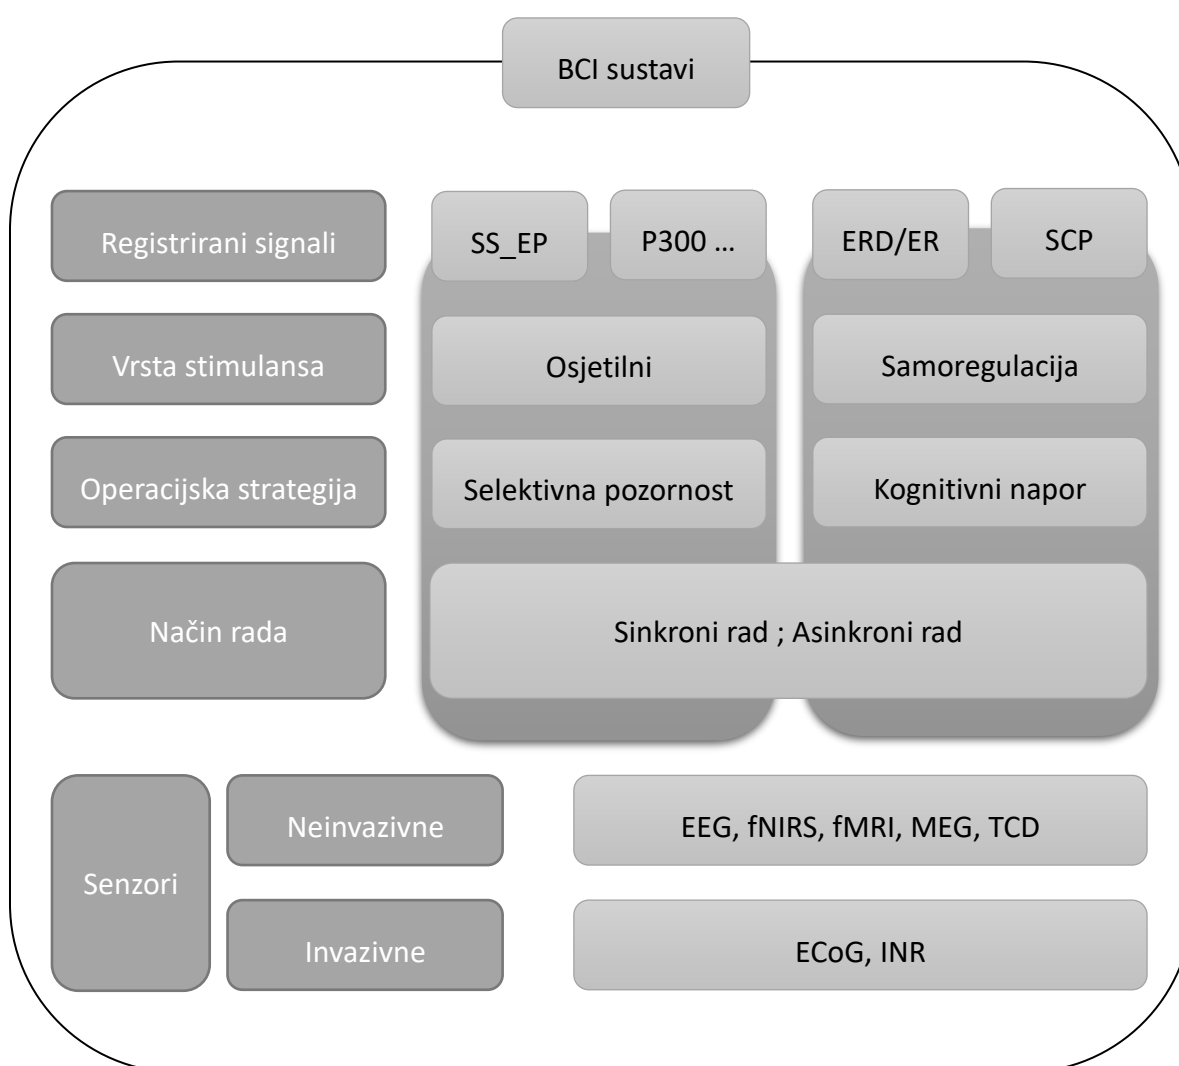 BCI sustavi
Registrirani signali
SS_EP
P300 ...
ERD/ER
SCP
Vrsta stimulansa
Osjetilni
Samoregulacija
Operacijska strategija
Selektivna pozornost
Kognitivni napor
Način rada
Sinkroni rad ; Asinkroni rad
Senzori
Neinvazivne
EEG, fNIRS, fMRI, MEG, TCD
Invazivne
ECoG, INR